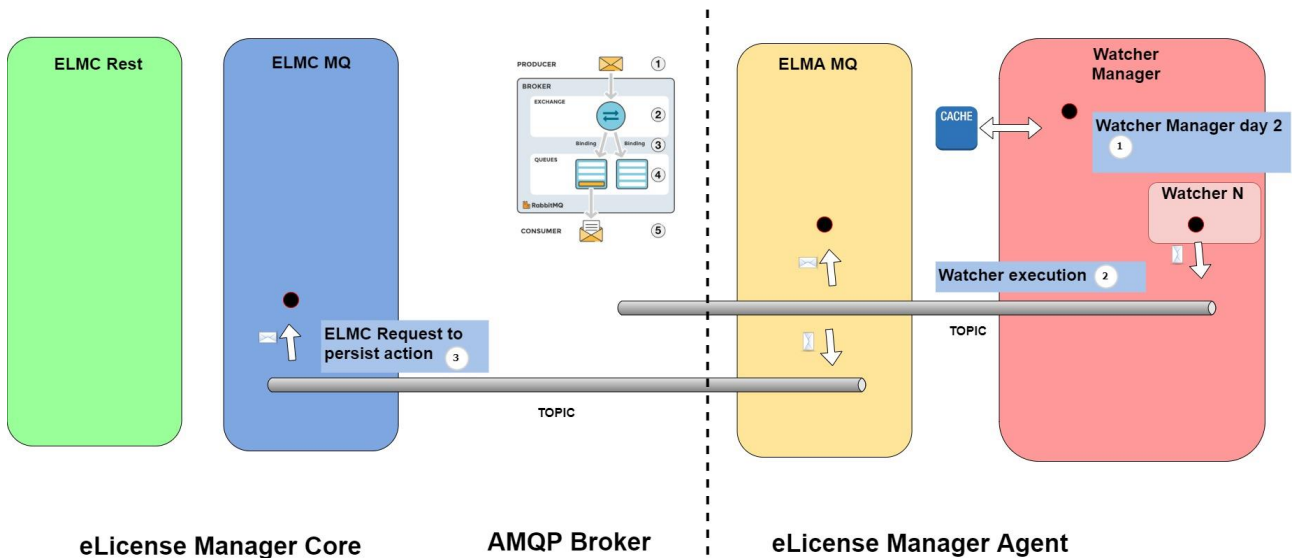 ELMC Rest
ELMC MQ
PRODUCER
1
BROKER
EXCHANGE
2
Binding
Binding
3
QUEUES
4
RabbitMQ
CONSUMER
5
ELMA MQ
Watcher
Manager
CACHE
Watcher Manager day 2
1
Watcher N
Watcher execution
2
TOPIC
ELMC Request to
persist action
3
TOPIC
eLicense Manager Core
AMQP Broker
eLicense Manager Agent